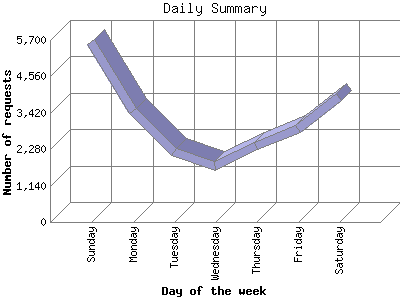 Daily Summary
Number of requests
5,700
4,560
3,420
2,280
1,140
0
Sunday
Monday
Tuesday
Wednesday
Thursday
Friday
Saturday
Day of the week